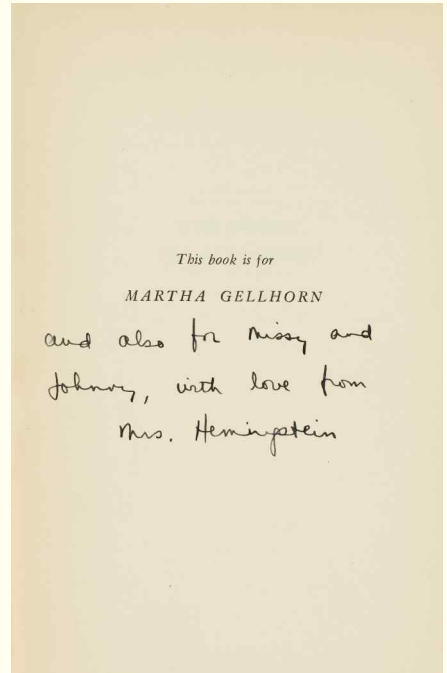 This book is for
MARTHA GELLHORN
and also for Missy and
Johnny, with love from
Mrs. Hemingstein